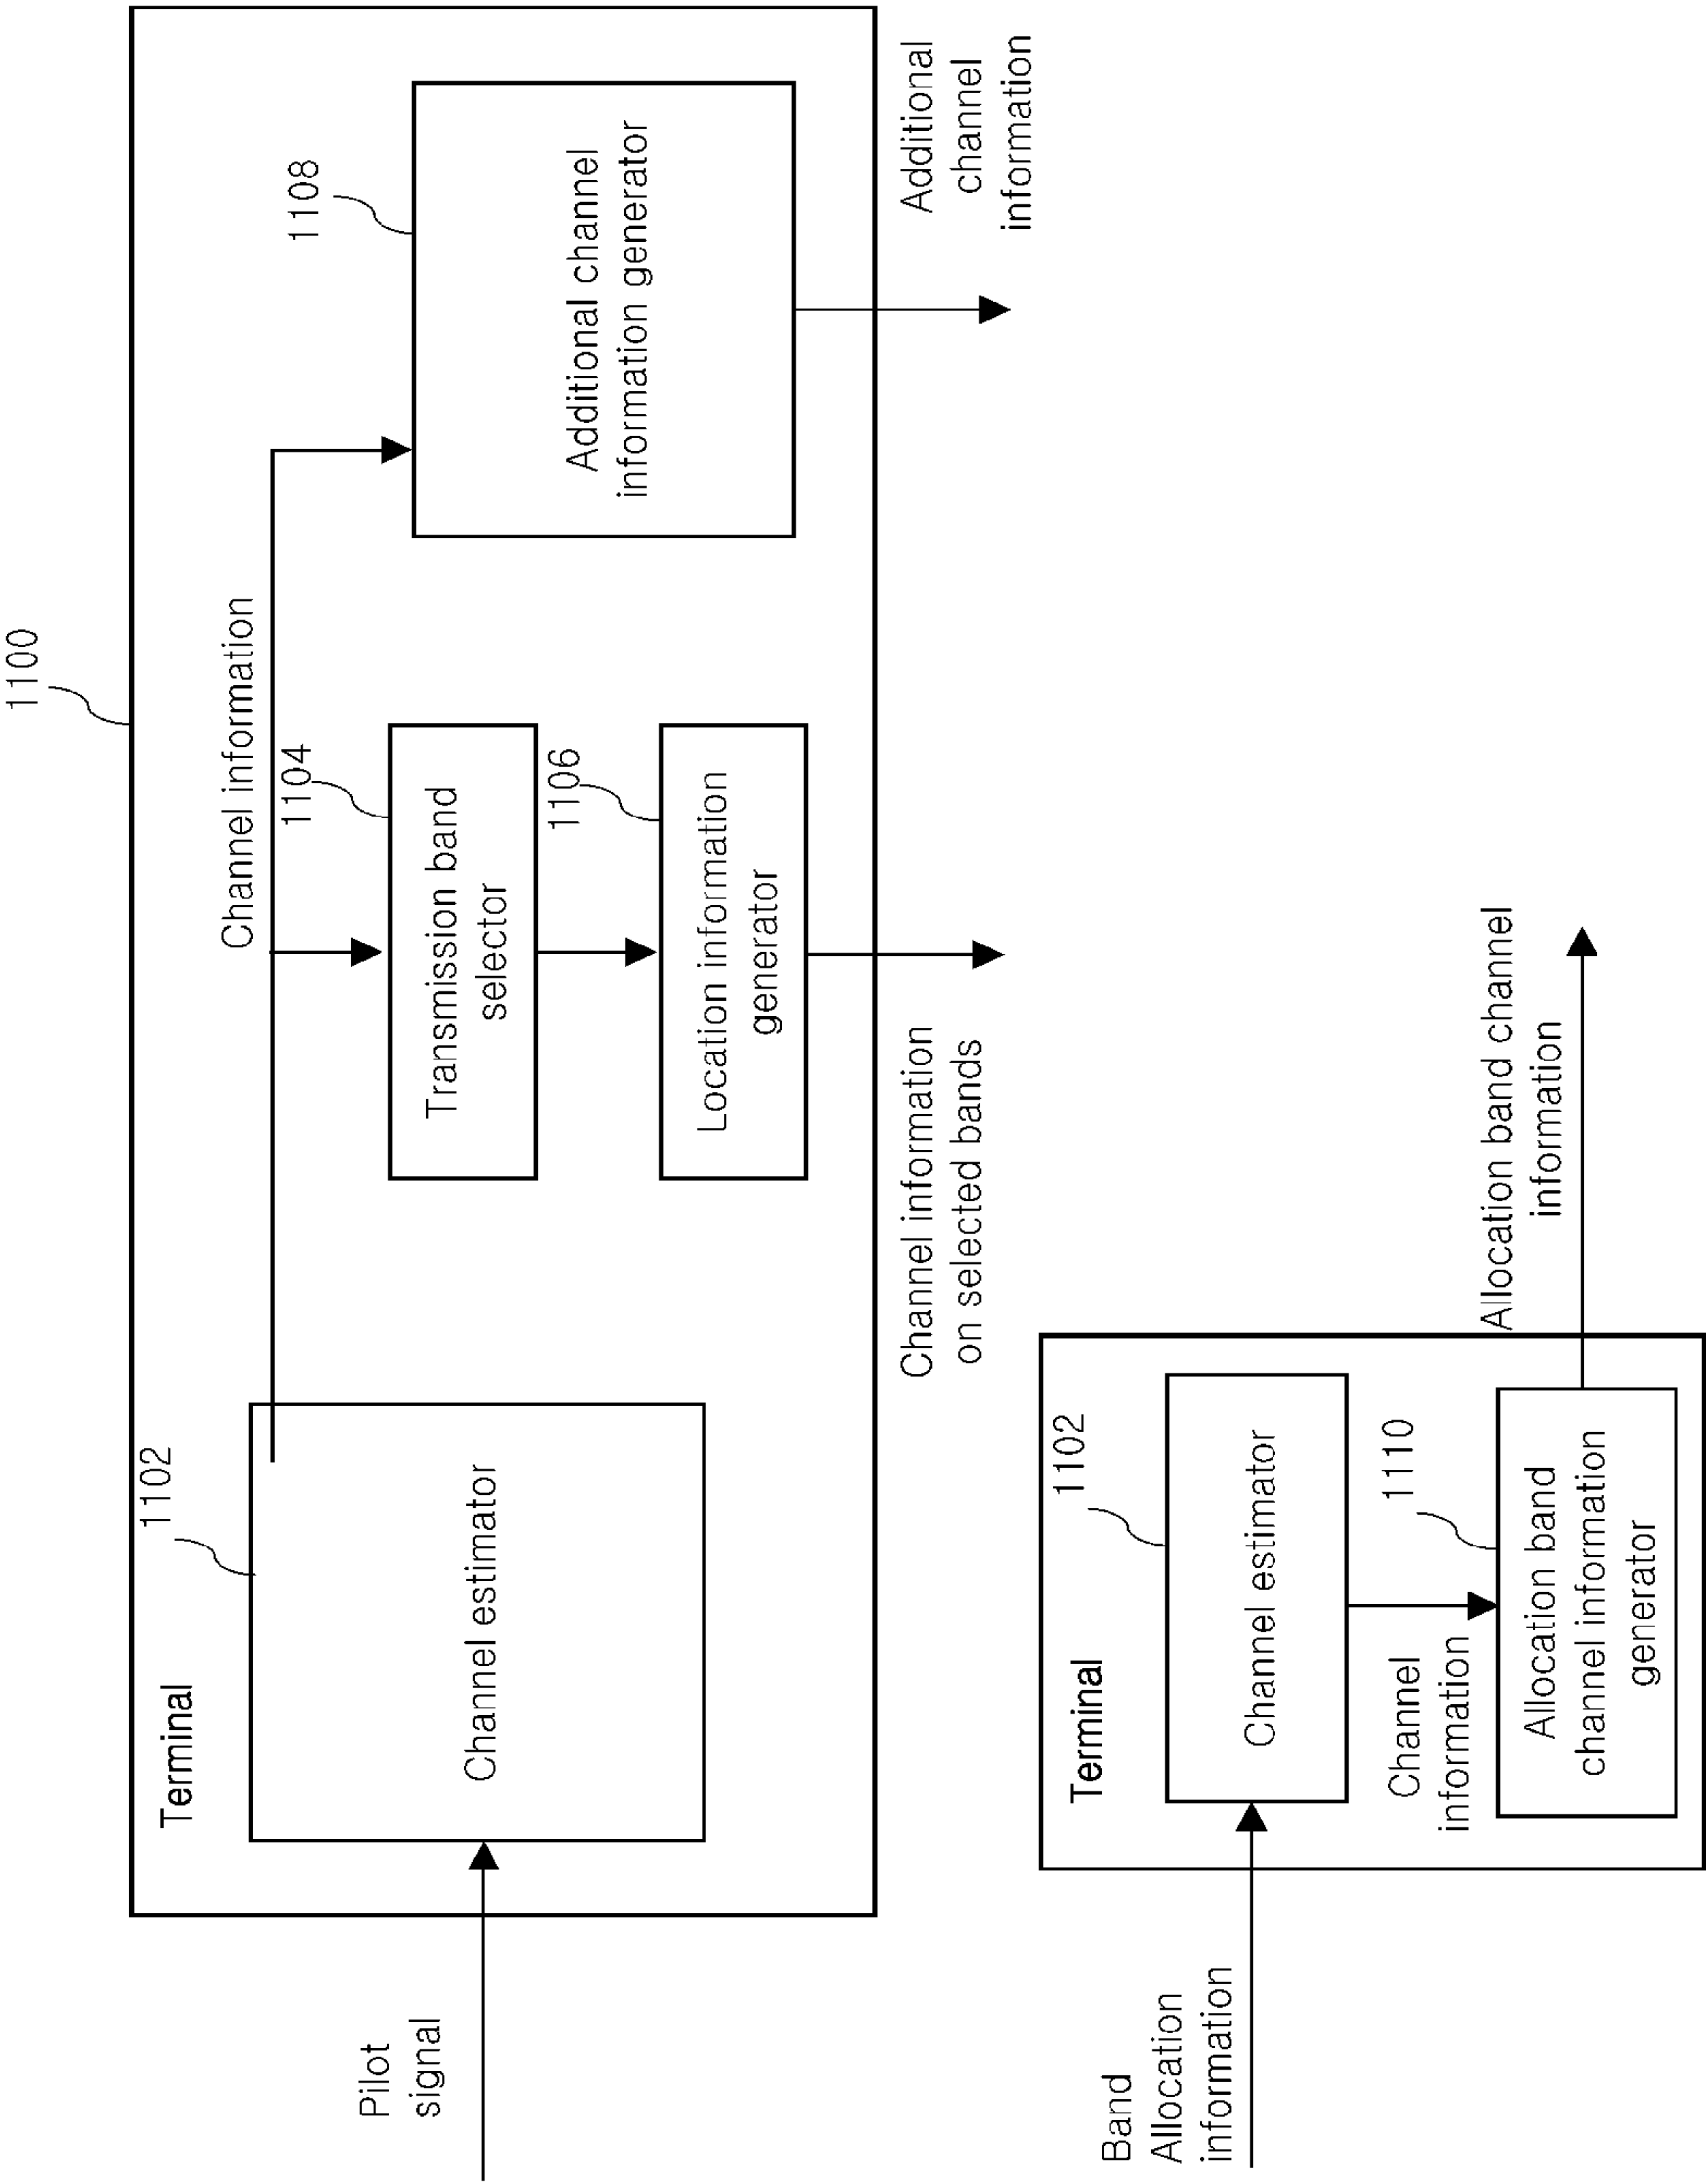 1100
Terminal
1102
Channel estimator
Pilot
signal
Channel information
1104
Transmission band
selector
1106
Location information
generator
1108
Additional channel
information generator
Channel information
on selected bands
Additional
channel
information
Terminal
1102
Channel estimator
Band
Allocation
information
Channel
information
1110
Allocation band
channel information
generator
Allocation band channel
information